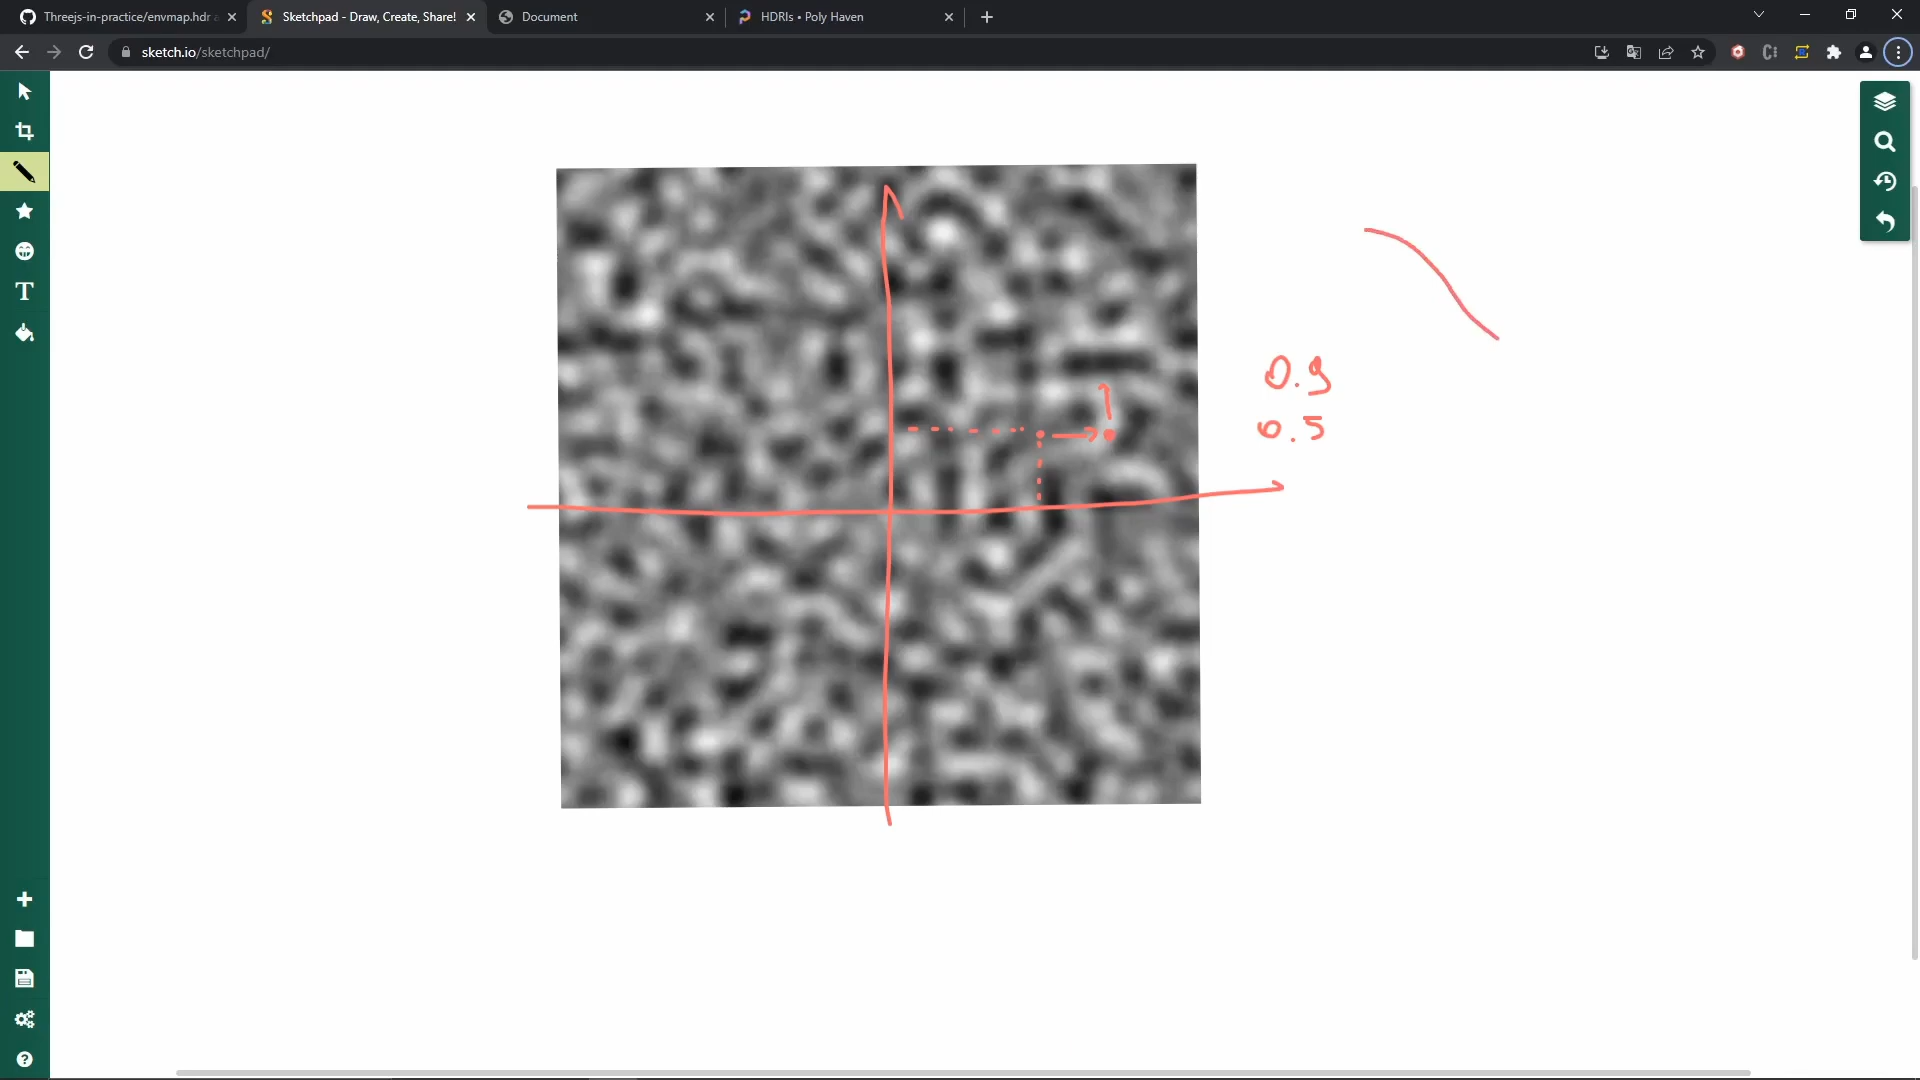 Threejs-in-practice/envmap.hdr a
Sketchpad - Draw, Create, Share!
Document
HDRIs • Poly Haven
sketch.io/sketchpad/
0.9
0.5